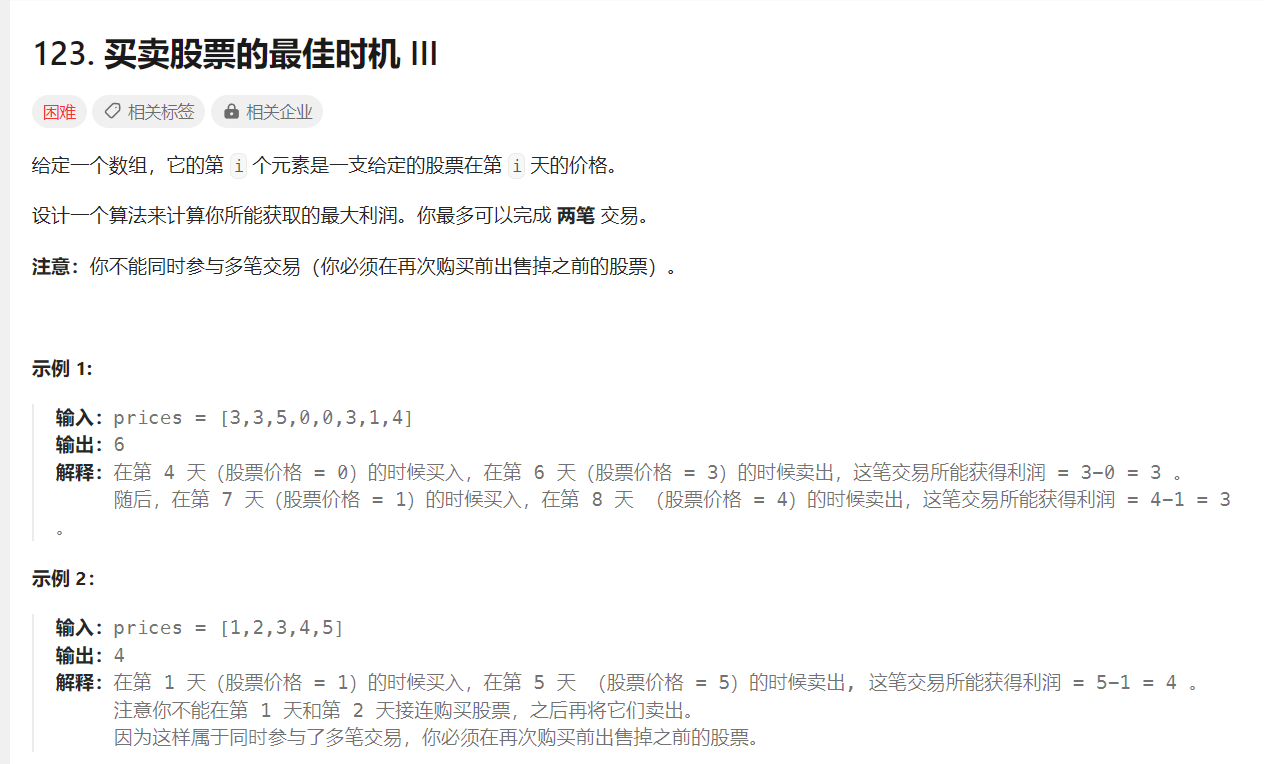 123. 买卖股票的最佳时机 III
困难 相关标签 相关企业
给定一个数组，它的第 i 个元素是一支给定的股票在第 i 天的价格。
设计一个算法来计算你所能获取的最大利润。你最多可以完成 两笔 交易。
注意：你不能同时参与多笔交易（你必须在再次购买前出售掉之前的股票）。
示例 1:
输入：prices = [3,3,5,0,0,3,1,4]
输出：6
解释：在第 4 天（股票价格 = 0）的时候买入，在第 6 天（股票价格 = 3）的时候卖出，这笔交易所能获得利润 = 3-0 = 3 。
随后，在第 7 天（股票价格 = 1）的时候买入，在第 8 天 （股票价格 = 4）的时候卖出，这笔交易所能获得利润 = 4-1 = 3
。
示例 2：
输入：prices = [1,2,3,4,5]
输出：4
解释：在第 1 天（股票价格 = 1）的时候买入，在第 5 天 （股票价格 = 5）的时候卖出, 这笔交易所能获得利润 = 5-1 = 4 。
注意你不能在第 1 天和第 2 天接连购买股票，之后再将它们卖出。
因为这样属于同时参与了多笔交易，你必须在再次购买前出售掉之前的股票。